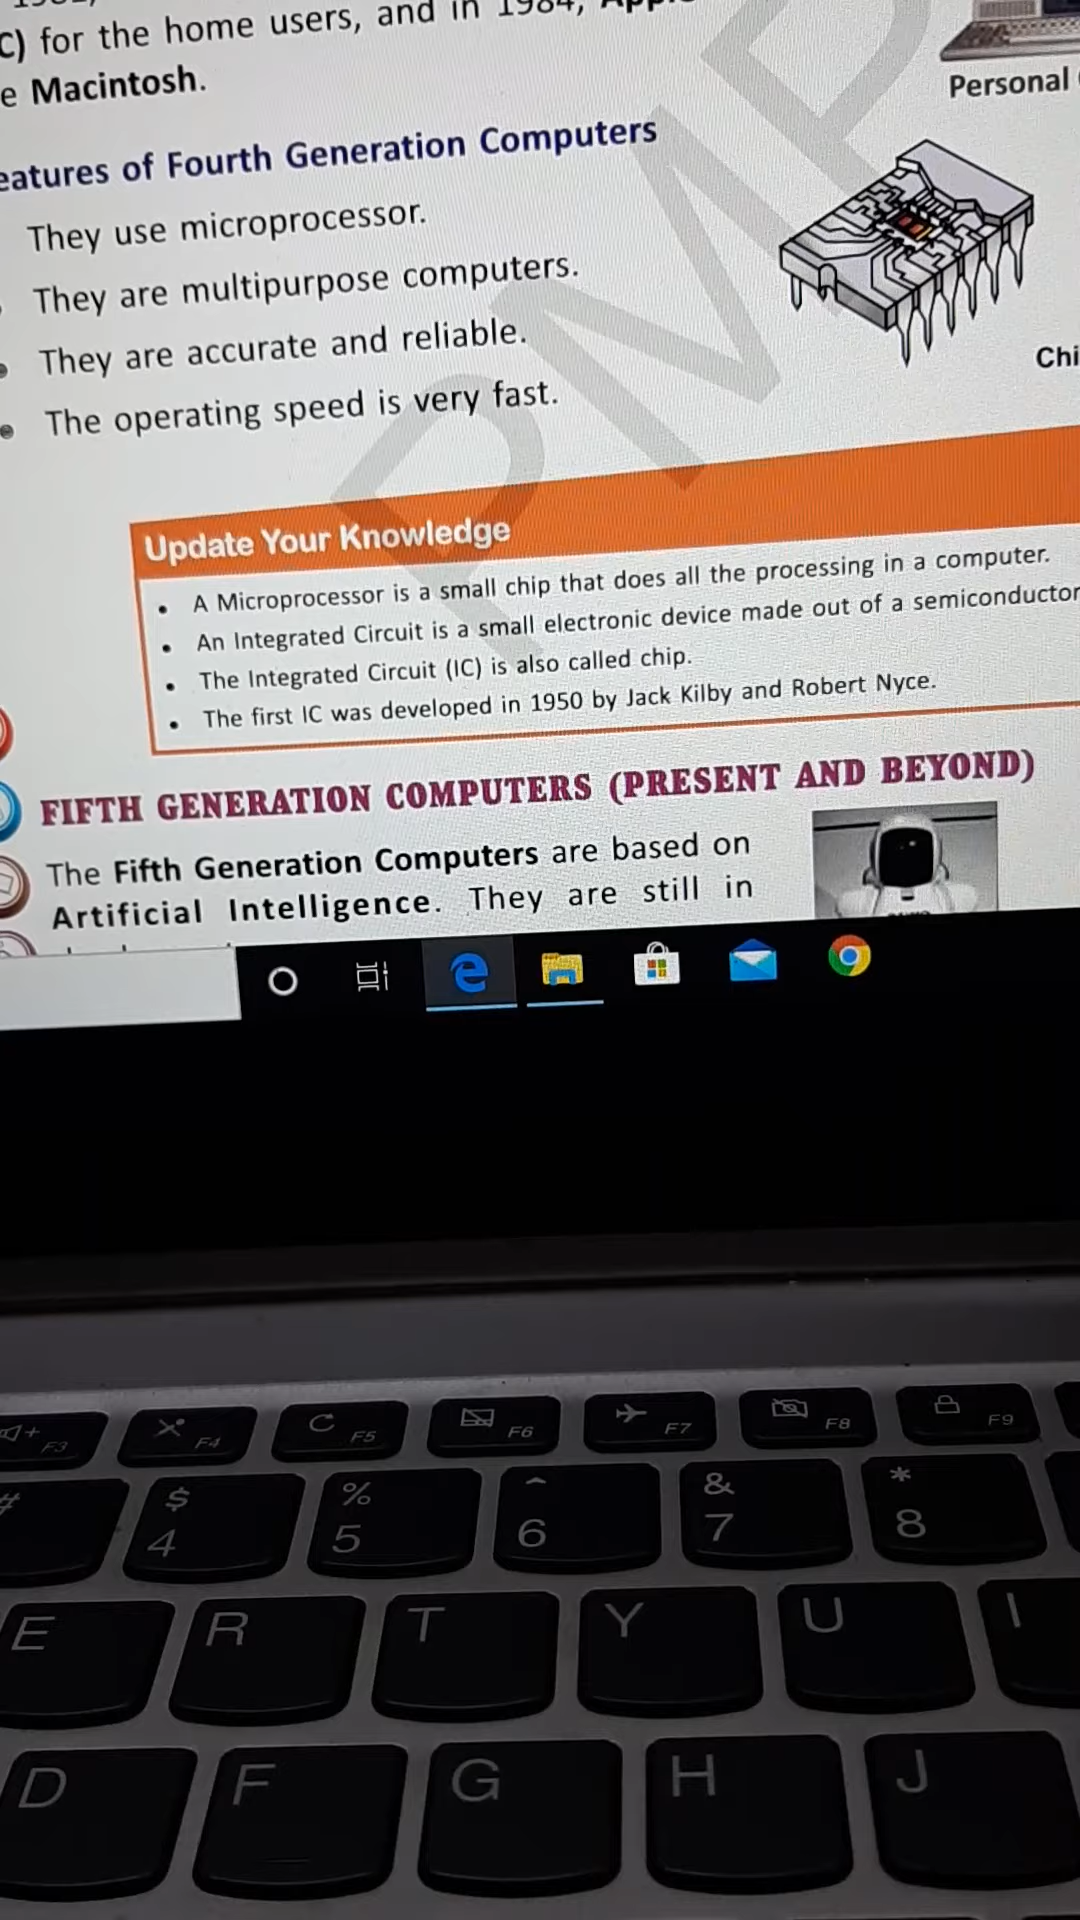 C) for the home users, and in 1984,
e Macintosh.
Personal
eatures of Fourth Generation Computers
They use microprocessor.
They are multipurpose computers.
• They are accurate and reliable.
• The operating speed is very fast.
Chi
Update Your Knowledge
• A Microprocessor is a small chip that does all the processing in a computer.
• An Integrated Circuit is a small electronic device made out of a semiconductor
• The Integrated Circuit (IC) is also called chip.
• The first IC was developed in 1950 by Jack Kilby and Robert Nyce.
FIFTH GENERATION COMPUTERS (PRESENT AND BEYOND)
The Fifth Generation Computers are based on
Artificial Intelligence. They are still in
PMP
F3 F4 F5 F6 F7 F8 F9
# $ % ^ & *
4 5 6 7 8
E R T Y U I
D F G H J